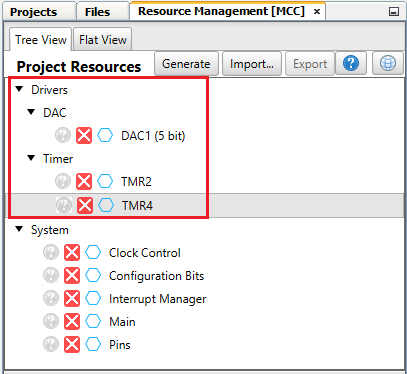 Projects Files Resource Management [MCC] ×
Tree View Flat View
Project Resources Generate Import... Export ?
Drivers
DAC
? DAC1 (5 bit)
Timer
? TMR2
? TMR4
System
? Clock Control
? Configuration Bits
? Interrupt Manager
? Main
? Pins